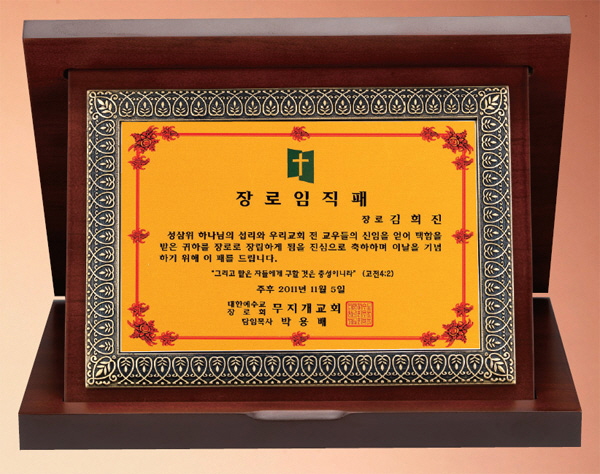 장로임직패
장로 김희진
성삼위 하나님의 섭리와 우리교회 전 교우들의 신임을 얻어 택함을
받은 귀하를 장로로 장립하게 됨을 진심으로 축하하며 이날을 기념
하기 위해 이 패를 드립니다.
"그리고 맡은 자들에게 구할 것은 충성이니라" (고전4:2)
주후 2011년 11월 5일
대한예수교
장로회 무지개교회
담임목사 박용배